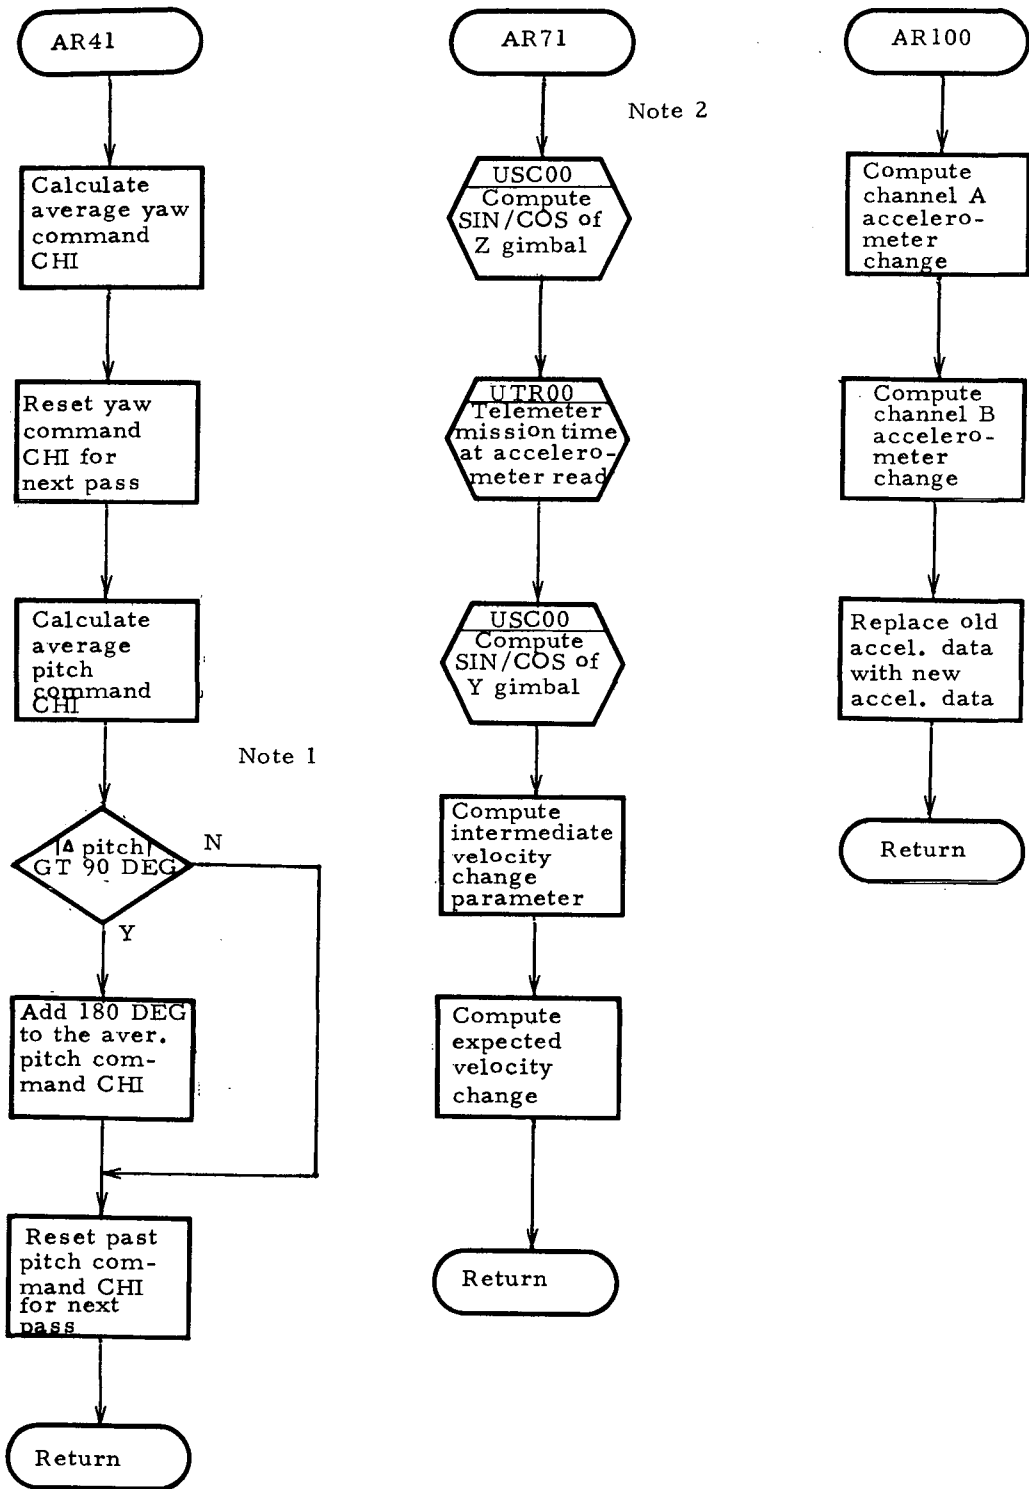 AR41
Calculate
average yaw
command
CHI
Reset yaw
command
CHI for
next pass
Calculate
average
pitch
command
CHI
Note 1
|Δ pitch|
GT 90 DEG
N
Y
Add 180 DEG
to the aver.
pitch com-
mand CHI
Reset past
pitch com-
mand CHI
for next
pass
Return
AR71
Note 2
USC00
Compute
SIN/COS of
Z gimbal
UTR00
Telemeter
mission time
at accelero-
meter read
USC00
Compute
SIN/COS of
Y gimbal
Compute
intermediate
velocity
change
parameter
Compute
expected
velocity
change
Return
AR100
Compute
channel A
accelero-
meter
change
Compute
channel B
accelero-
meter
change
Replace old
accel. data
with new
accel. data
Return